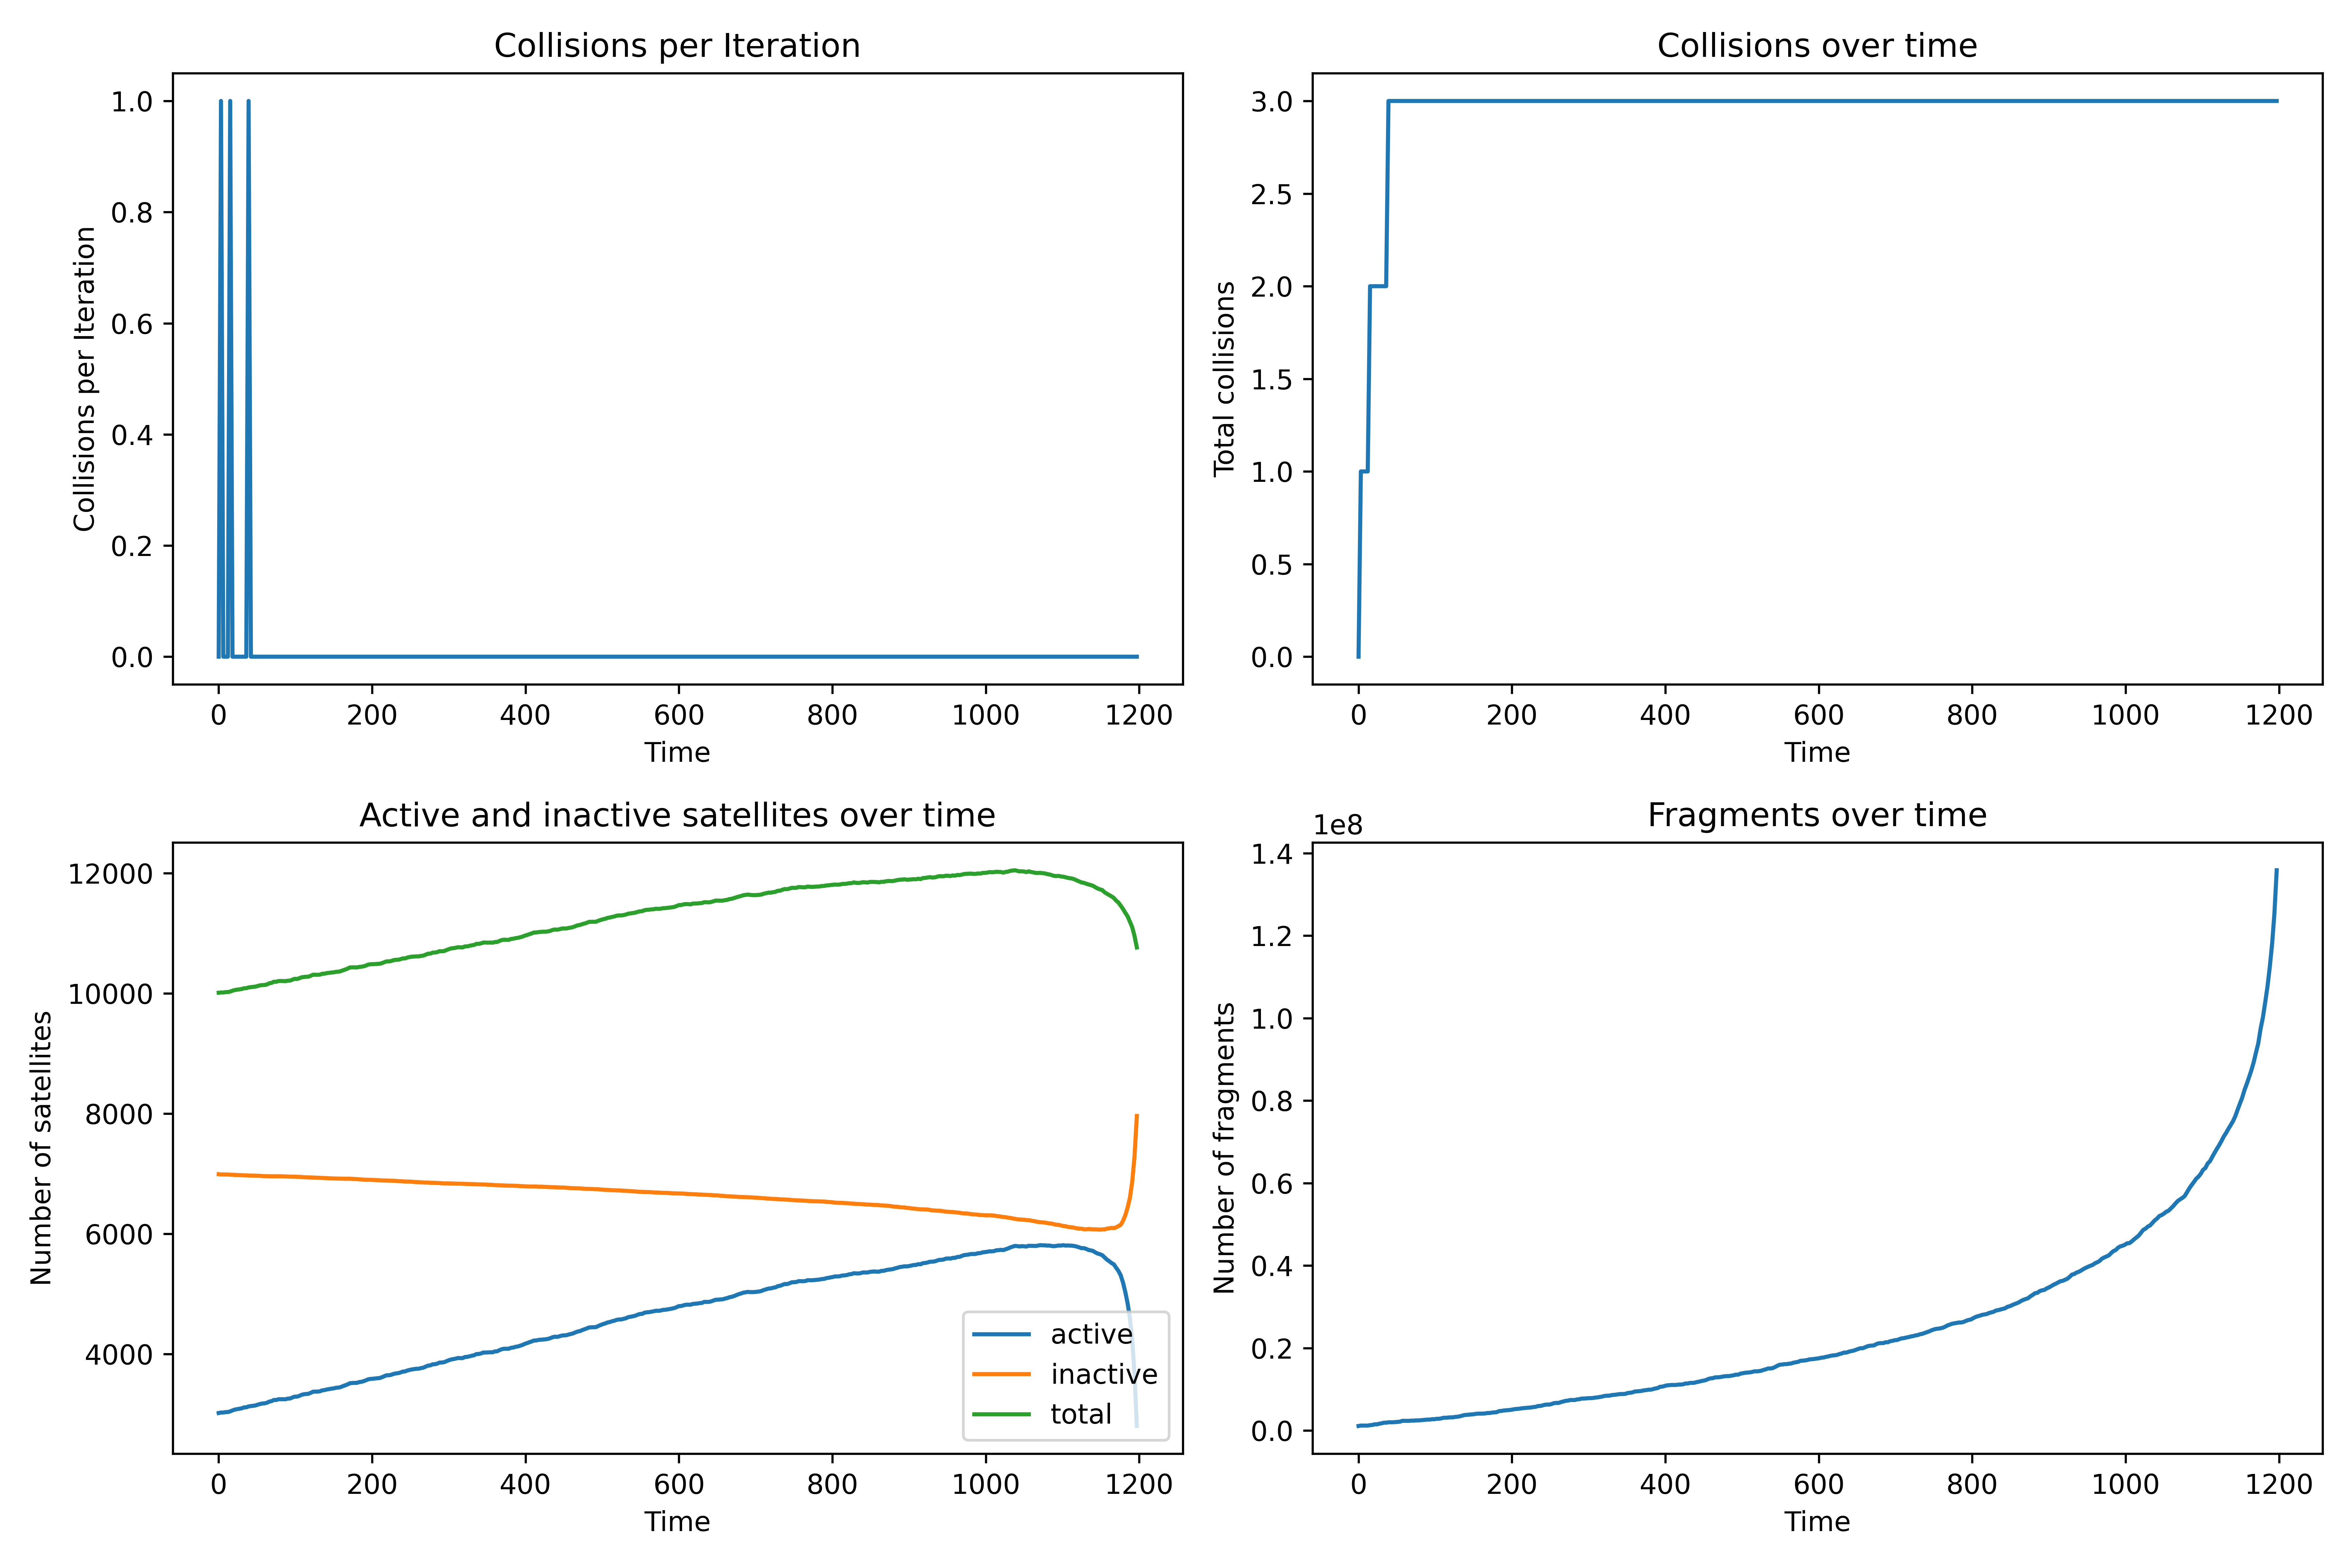 Collisions per Iteration
Collisions per Iteration
1.0
0.8
0.6
0.4
0.2
0.0
0 200 400 600 800 1000 1200
Time
Collisions over time
Total collisions
3.0
2.5
2.0
1.5
1.0
0.5
0.0
0 200 400 600 800 1000 1200
Time
Active and inactive satellites over time
Number of satellites
12000
10000
8000
6000
4000
active
inactive
total
0 200 400 600 800 1000 1200
Time
Fragments over time
1e8
Number of fragments
1.4
1.2
1.0
0.8
0.6
0.4
0.2
0.0
0 200 400 600 800 1000 1200
Time